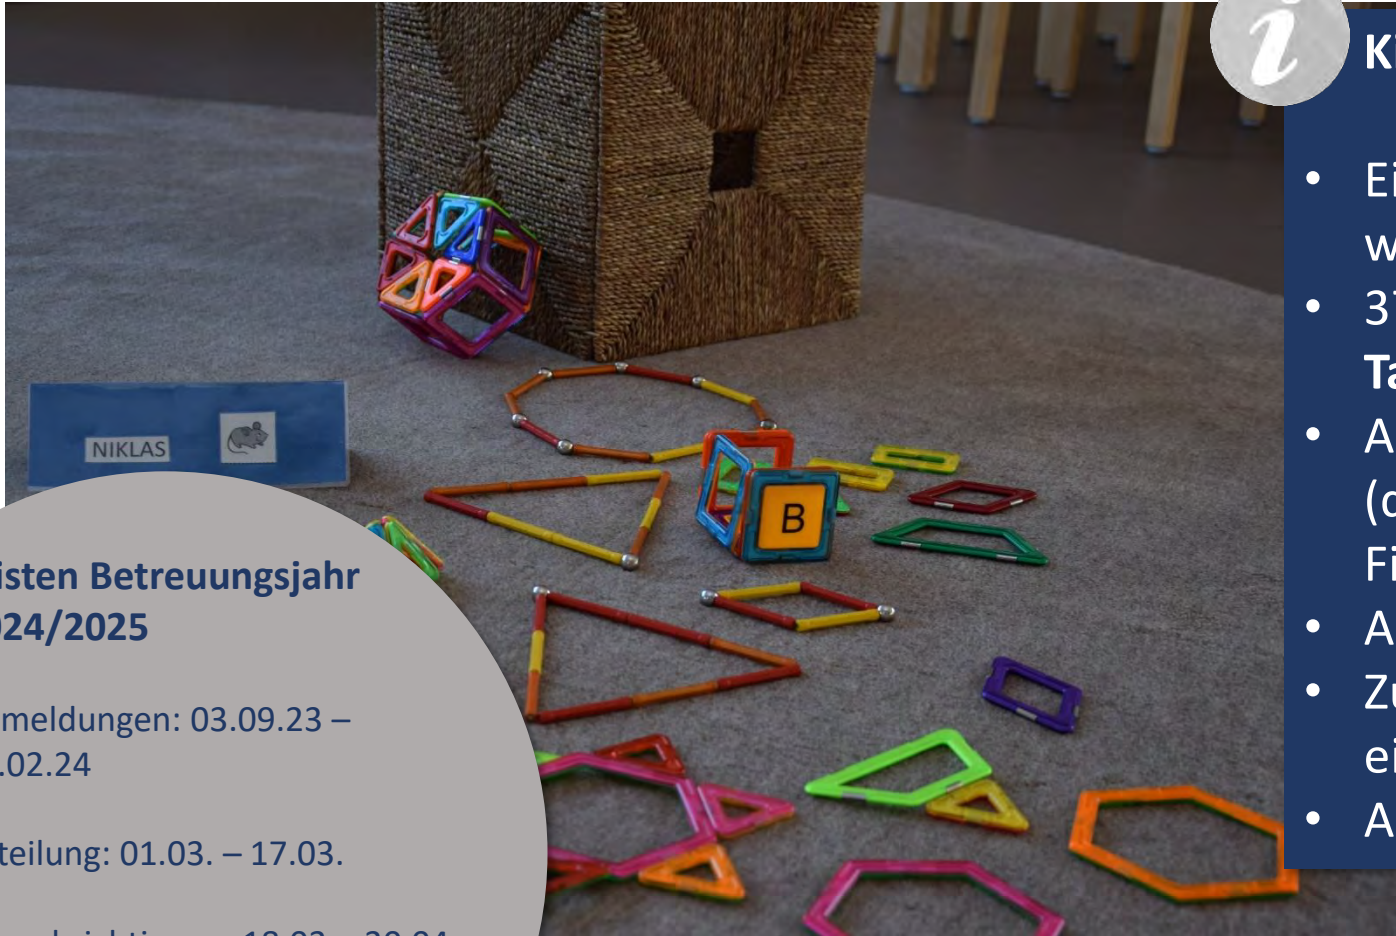 NIKLAS
B
isten Betreuungsjahr
24/2025
meldungen: 03.09.23 –
.02.24
teilung: 01.03. – 17.03.
i
Ki
Ei
w
37
Ta
A
Fi
A
Zu
ei
A